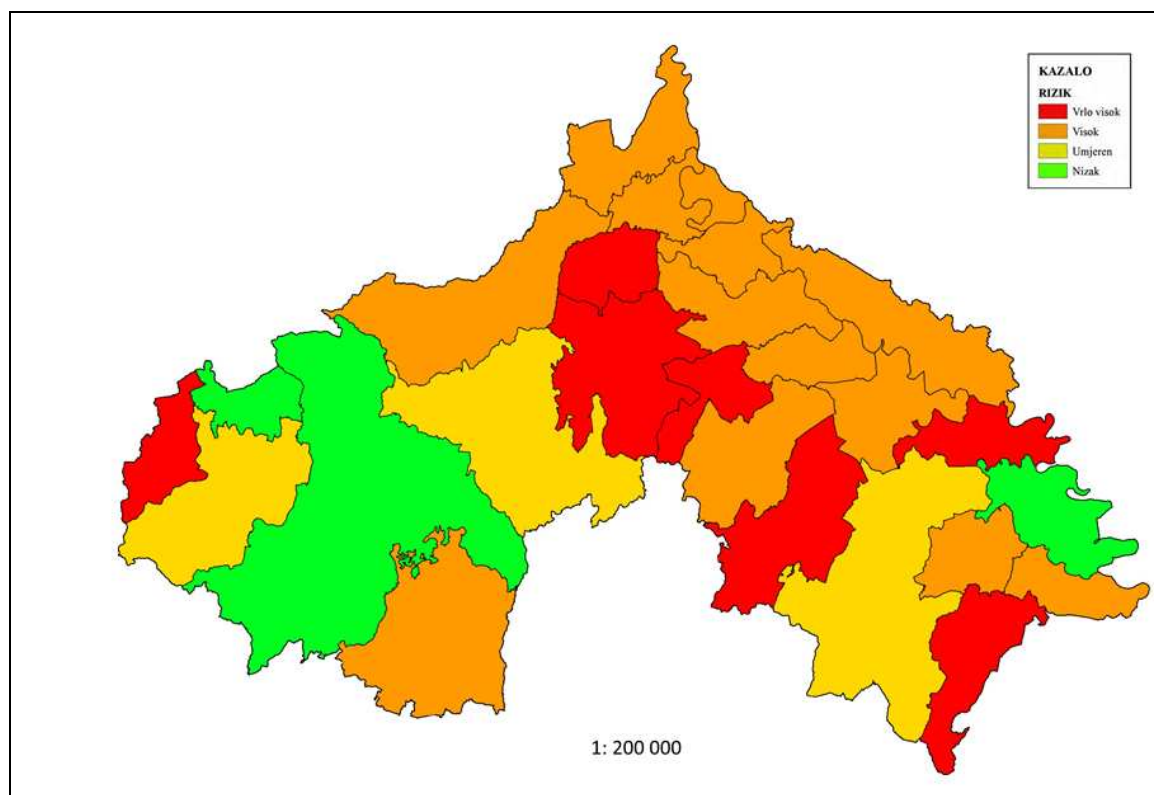 KAZALO
RIZIK
Vrlo visok
Visok
Umjeren
Nizak
1: 200 000